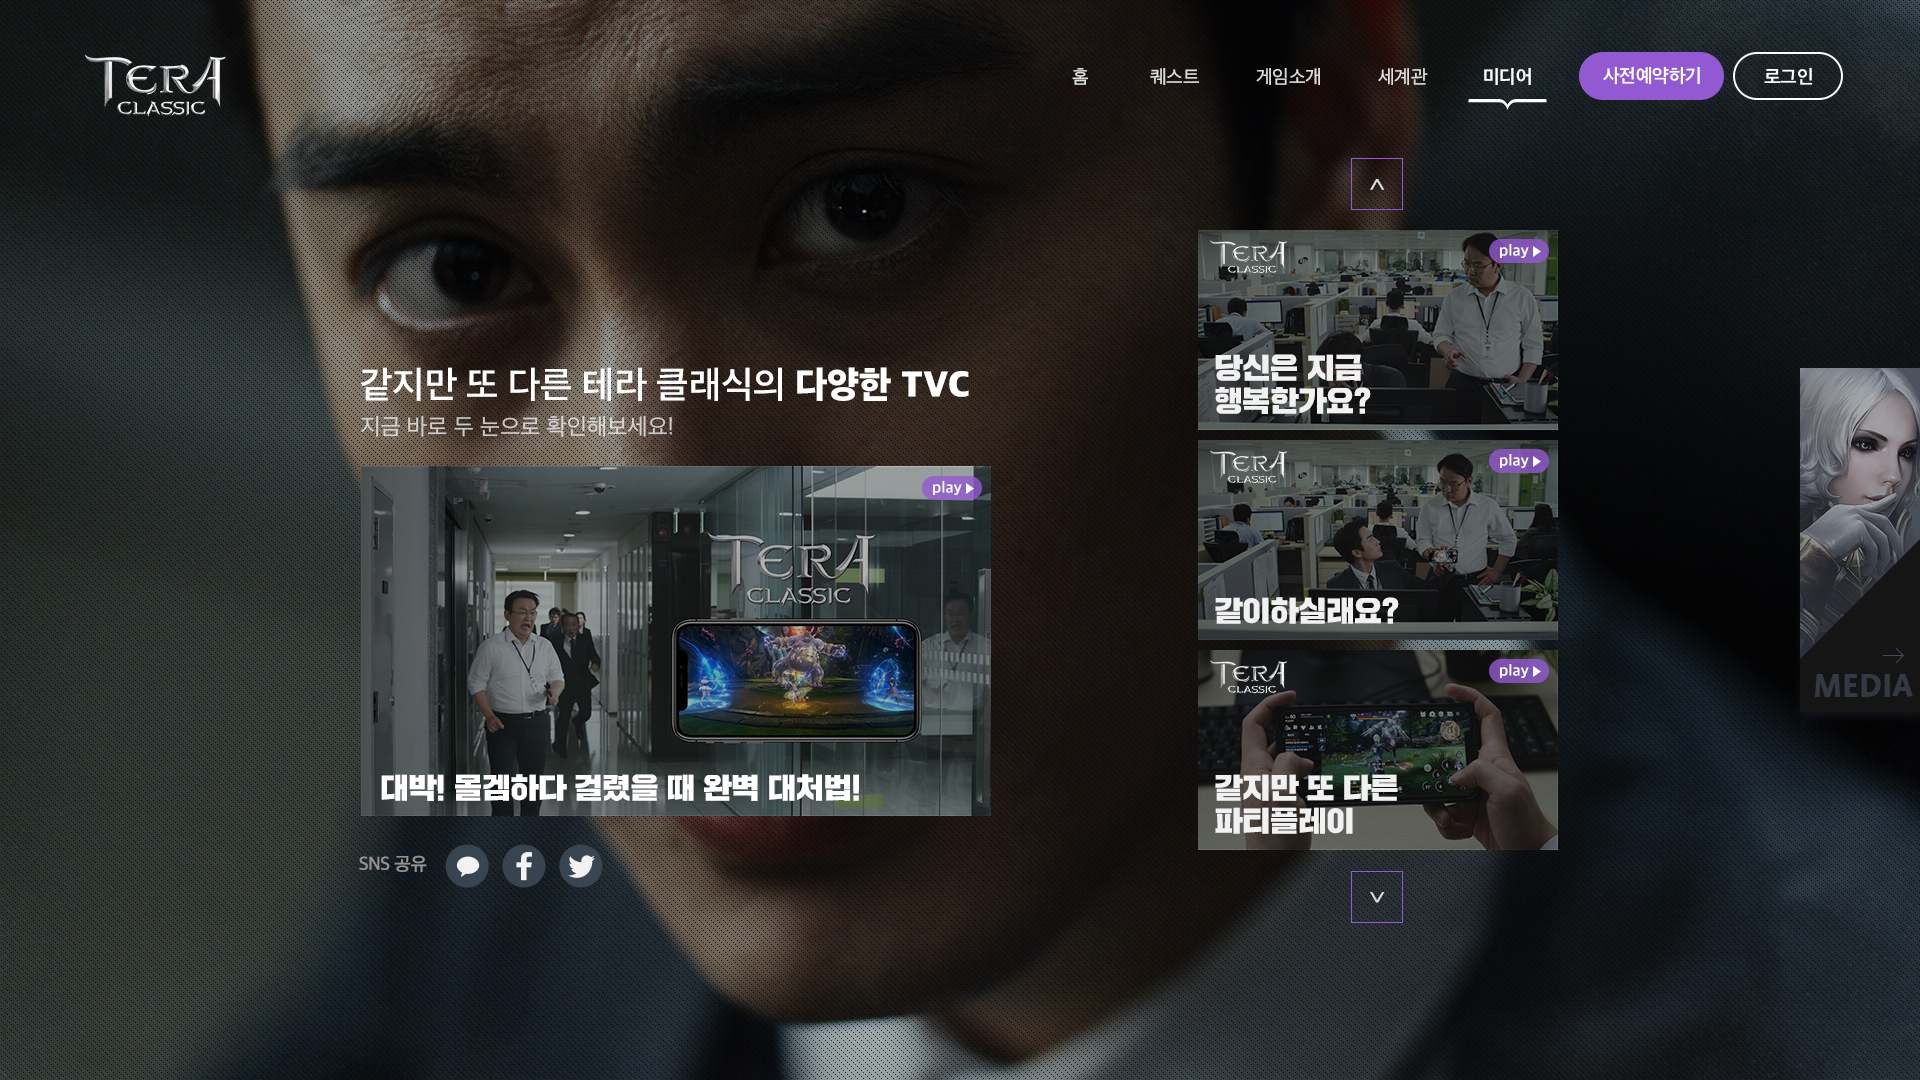 TERA
CLASSIC
홈
퀘스트
게임소개
세계관
미디어
사전예약하기
로그인
같지만 또 다른 테라 클래식의 다양한 TVC
지금 바로 두 눈으로 확인해보세요!
play
TERA
CLASSIC
대박! 몰겜하다 걸렸을 때 완벽 대처법!
SNS 공유
TERA
CLASSIC
play
당신은 지금
행복한가요?
TERA
CLASSIC
play
같이하실래요?
TERA
CLASSIC
play
같지만 또 다른
파티플레이
MEDIA